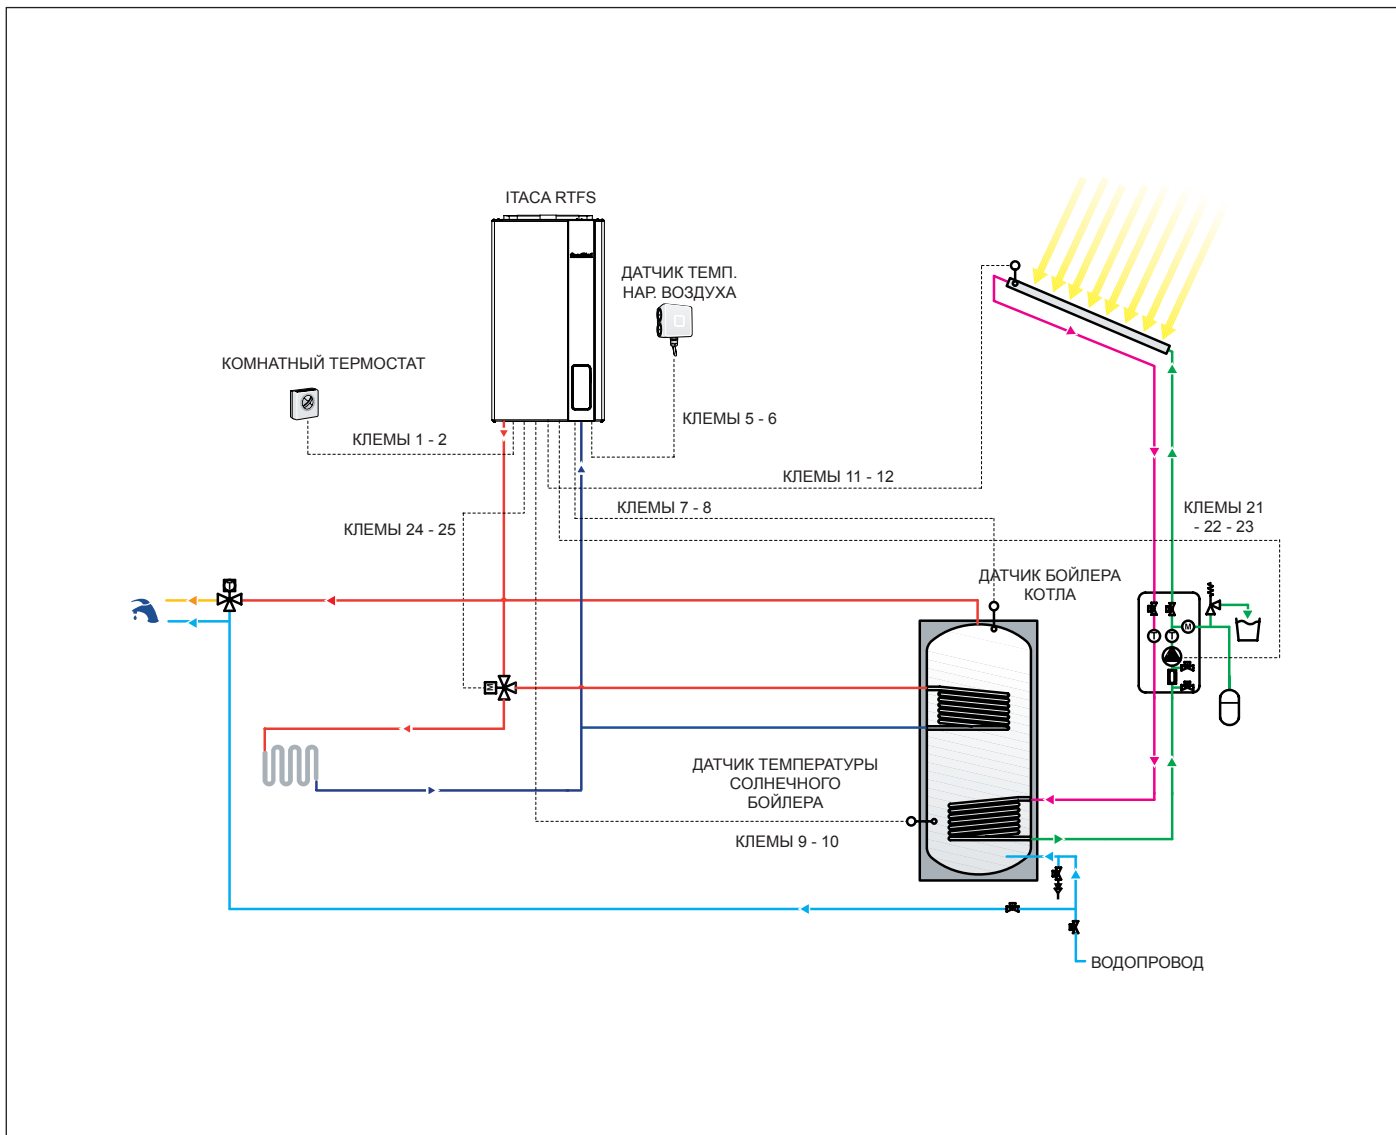 ITACA RTFS
ДАТЧИК ТЕМП.
НАР. ВОЗДУХА
КОМНАТНЫЙ ТЕРМОСТАТ
КЛЕМЫ 5 - 6
КЛЕМЫ 1 - 2
КЛЕМЫ 11 - 12
КЛЕМЫ 7 - 8
КЛЕМЫ 21
- 22 - 23
КЛЕМЫ 24 - 25
ДАТЧИК БОЙЛЕРА
КОТЛА
M
T
T
M
ДАТЧИК ТЕМПЕРАТУРЫ
СОЛНЕЧНОГО
БОЙЛЕРА
КЛЕМЫ 9 - 10
ВОДОПРОВОД